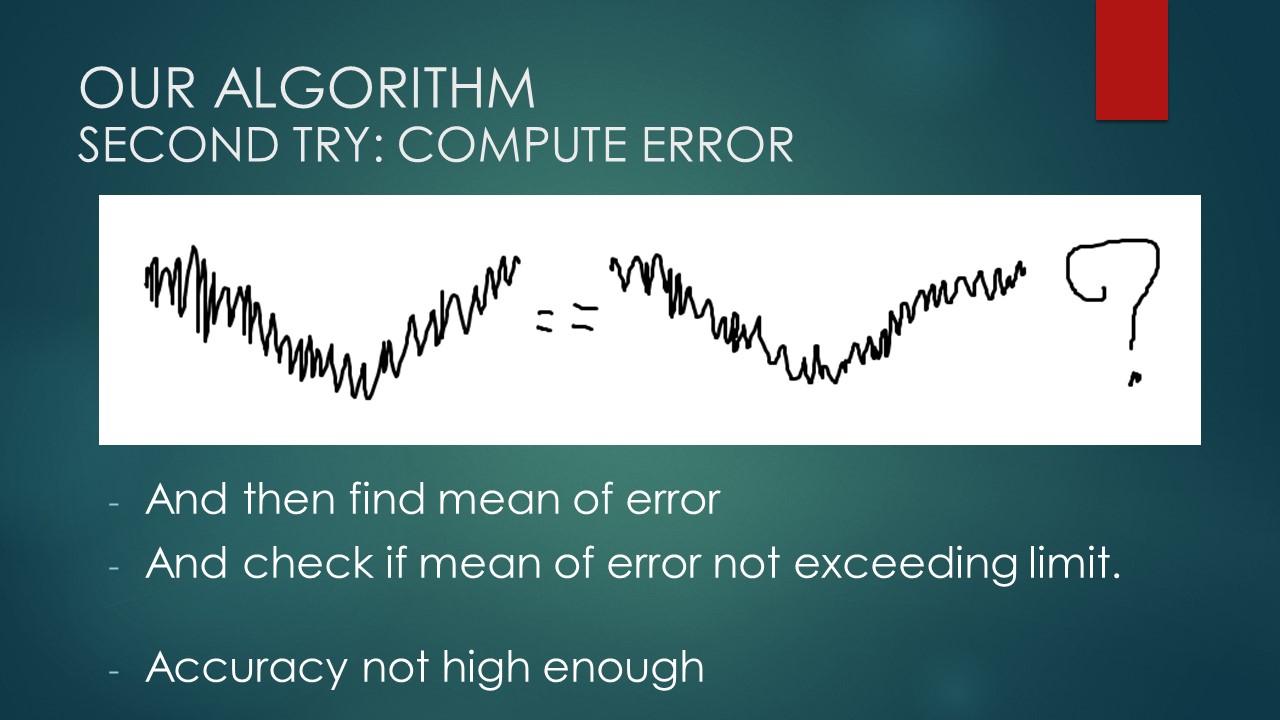 OUR ALGORITHM
SECOND TRY: COMPUTE ERROR
== ?
- And then find mean of error
- And check if mean of error not exceeding limit.
- Accuracy not high enough